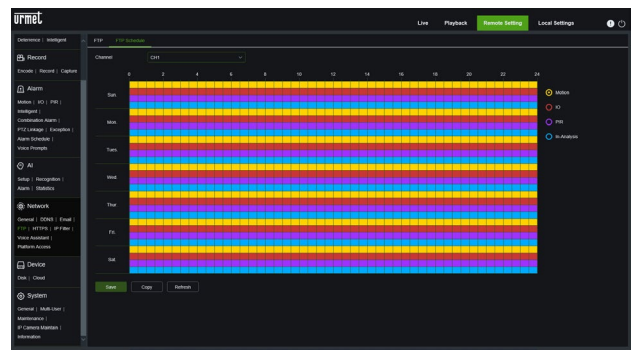 urmet
Live Playback Remote Setting Local Settings
Deterrence | Intelligent
FTP FTP Schedule
Record
Channel CH1
Encode | Record | Capture
0 2 4 6 8 10 12 14 16 18 20 22 24
Alarm
Motion | I/O | PIR |
Intelligent |
Combination Alarm |
PTZ Linkage | Exception |
Alarm Schedule |
Voice Prompts
Sun.
Mon.
Tues.
Wed.
Thur
Fri.
Sat.
Motion
IO
PIR
In-Analysis
AI
Setup | Recognition |
Alarm | Statistics
Network
General | DDNS | Email |
FTP | HTTPS | IP Filter |
Voice Assistant |
Platform Access
Device
Disk | Cloud
Save Copy Refresh
System
General | Multi-User |
Maintenance |
IP Camera Maintain |
Information